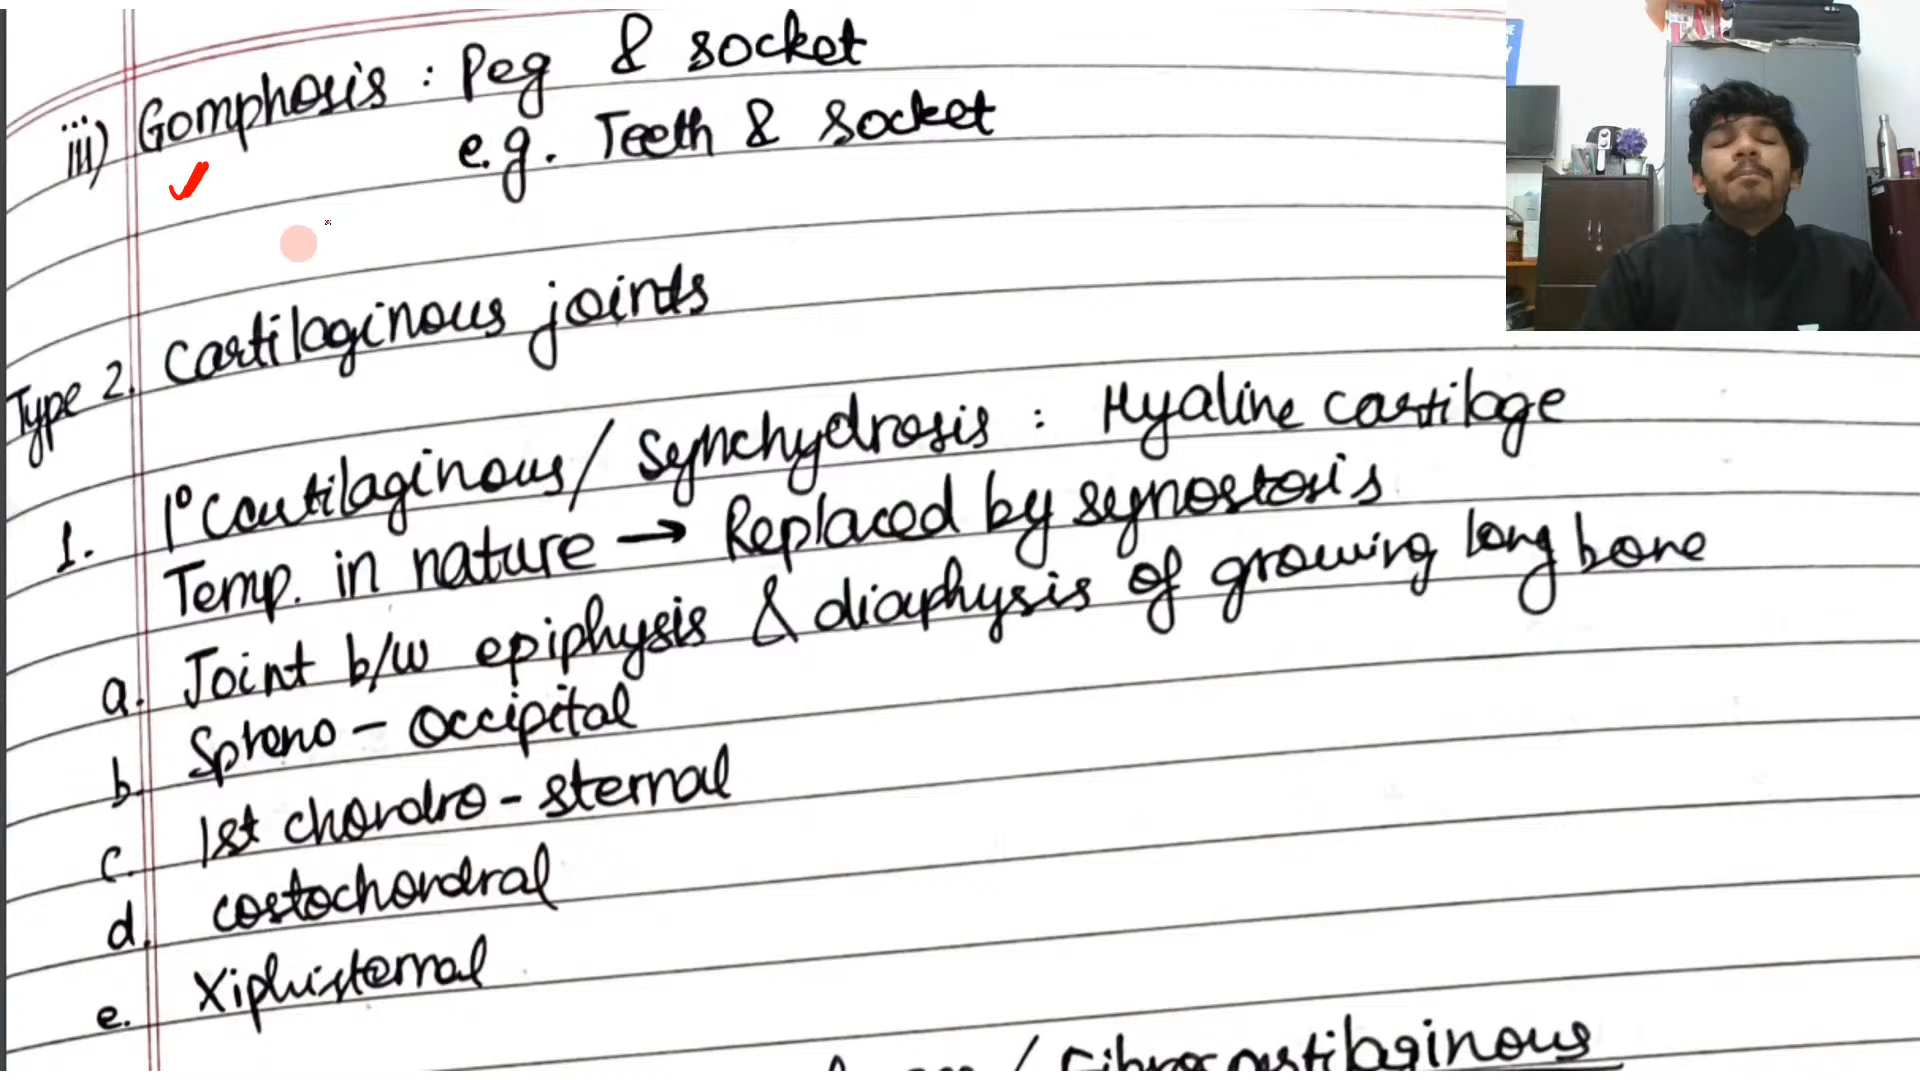 iii) Gomphosis : Peg & socket
e.g. Teeth & socket
Type 2. Cartilaginous joints
1. 1° Cartilaginous / Synchydrosis : Hyaline cartilage
Temp. in nature → Replaced by synostosis
a. Joint b/w epiphysis & diaphysis of growing long bone
b. Spheno - occipital
c. 1st chondro - sternal
d. costochondral
e. Xiphisternal
/ Fibrocartilaginous